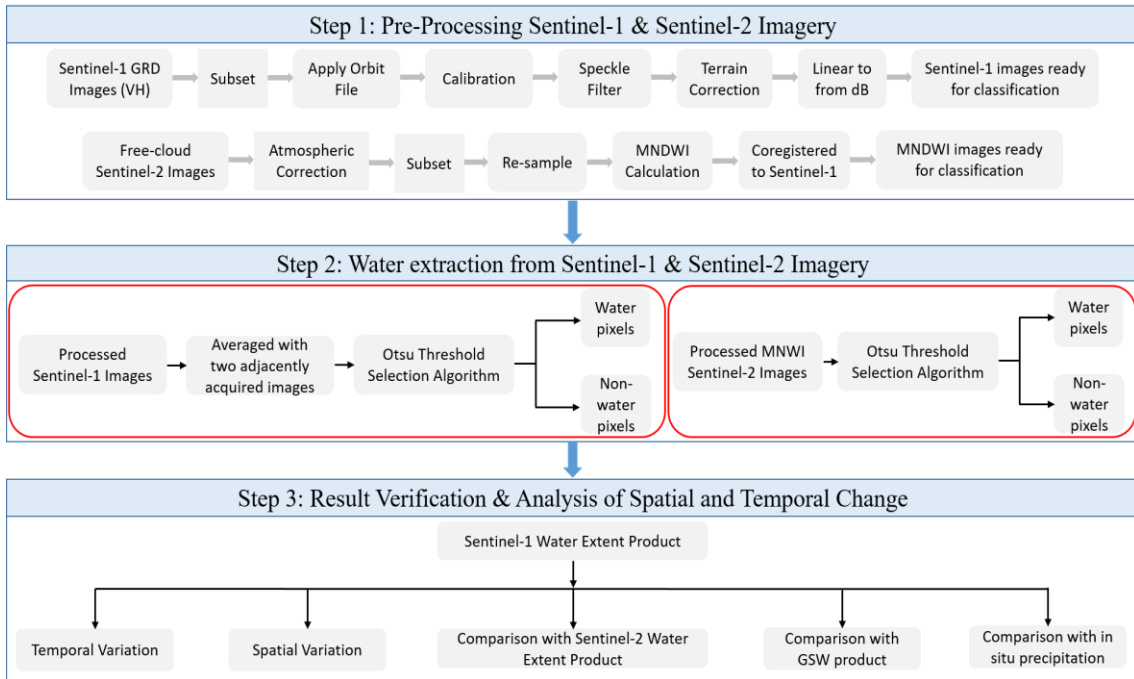 Step 1: Pre-Processing Sentinel-1 & Sentinel-2 Imagery
Sentinel-1 GRD
Images (VH)
Subset
Apply Orbit
File
Calibration
Speckle
Filter
Terrain
Correction
Linear to
from dB
Sentinel-1 images ready
for classification
Free-cloud
Sentinel-2 Images
Atmospheric
Correction
Subset
Re-sample
MNDWI
Calculation
Coregistered
to Sentinel-1
MNDWI images ready
for classification
Step 2: Water extraction from Sentinel-1 & Sentinel-2 Imagery
Processed
Sentinel-1 Images
Averaged with
two adjacently
acquired images
Otsu Threshold
Selection Algorithm
Water
pixels
Non-
water
pixels
Processed MNWI
Sentinel-2 Images
Otsu Threshold
Selection Algorithm
Water
pixels
Non-
water
pixels
Step 3: Result Verification & Analysis of Spatial and Temporal Change
Sentinel-1 Water Extent Product
Temporal Variation
Spatial Variation
Comparison with Sentinel-2 Water
Extent Product
Comparison with
GSW product
Comparison with in
situ precipitation